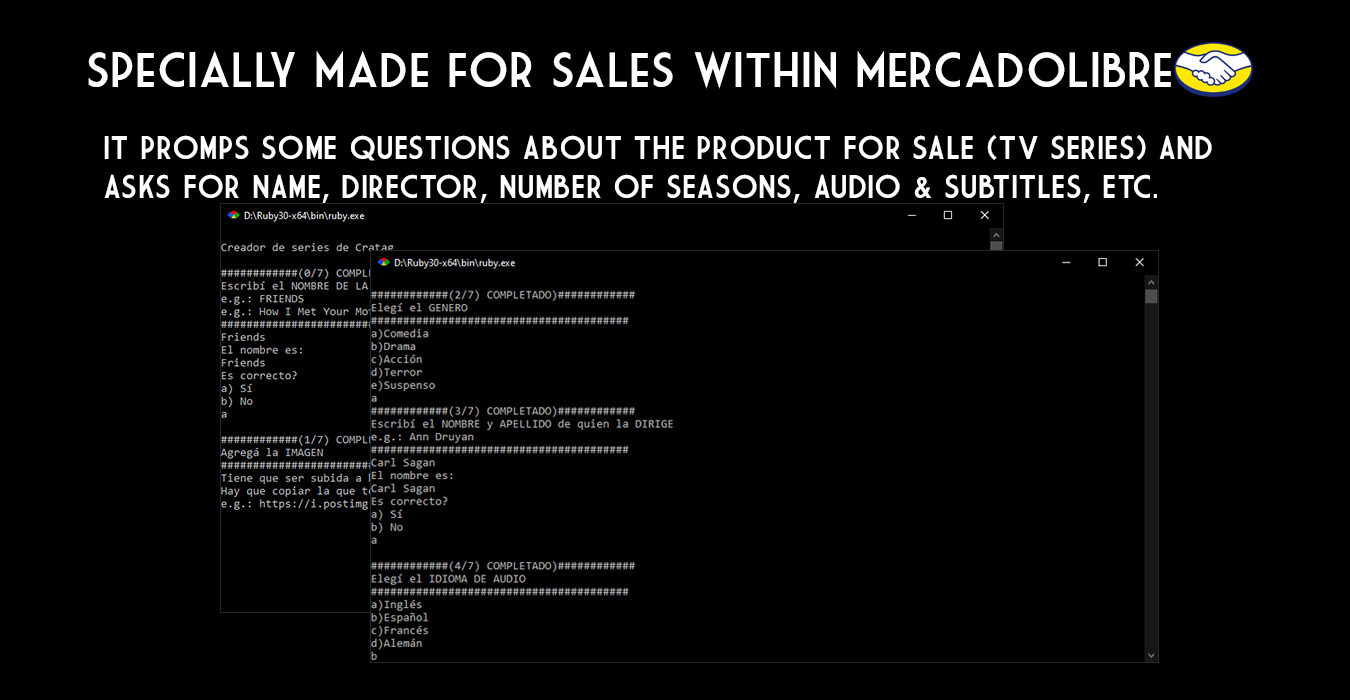 SPECIALLY MADE FOR SALES WITHIN MERCADOLIBRE
IT PROMPS SOME QUESTIONS ABOUT THE PRODUCT FOR SALE (TV SERIES) AND
ASKS FOR NAME, DIRECTOR, NUMBER OF SEASONS, AUDIO & SUBTITLES, ETC.
D:\Ruby30-x64\bin\ruby.exe
Creador de series de Cratag
############(0/7) COMPL
Escribí el NOMBRE DE LA
e.g.: FRIENDS
e.g.: How I Met Your Mo
#######################
Friends
El nombre es:
Friends
Es correcto?
a) Sí
b) No
a
############(1/7) COMPL
Agregá la IMAGEN
#######################
Tiene que ser subida a
Hay que copiar la que t
e.g.: https://i.postimg
D:\Ruby30-x64\bin\ruby.exe
############(2/7) COMPLETADO)############
Elegí el GENERO
########################################
a)Comedia
b)Drama
c)Acción
d)Terror
e)Suspenso
a
############(3/7) COMPLETADO)############
Escribí el NOMBRE y APELLIDO de quien la DIRIGE
e.g.: Ann Druyan
########################################
Carl Sagan
El nombre es:
Carl Sagan
Es correcto?
a) Sí
b) No
a
############(4/7) COMPLETADO)############
Elegí el IDIOMA DE AUDIO
########################################
a)Inglés
b)Español
c)Francés
d)Alemán
b